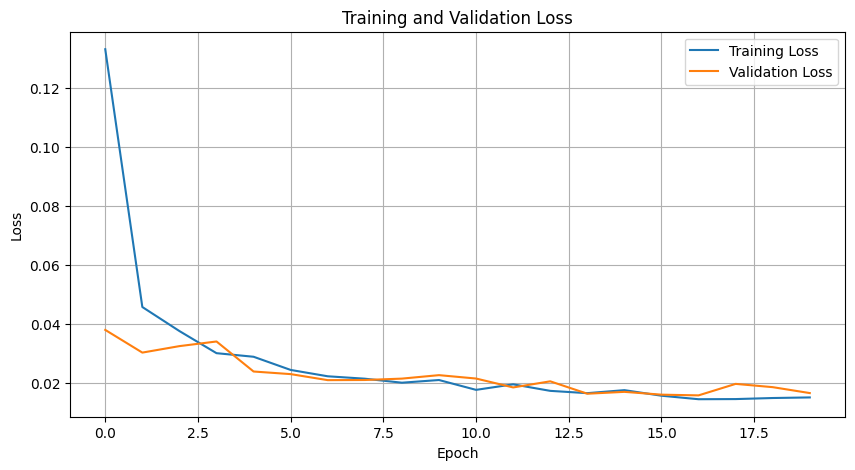 Training and Validation Loss
Training Loss
Validation Loss
0.12
0.10
0.08
0.06
0.04
0.02
Loss
0.0 2.5 5.0 7.5 10.0 12.5 15.0 17.5
Epoch